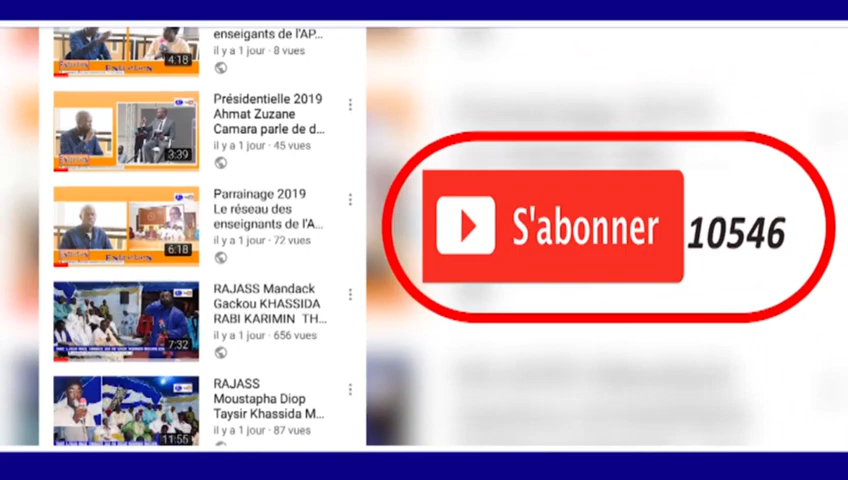 enseigants de l'AP...
il y a 1 jour · 8 vues
4:18
Entretien
Présidentielle 2019
Ahmat Zuzane
Camara parle de d...
il y a 1 jour · 45 vues
3:39
Parrainage 2019
Le réseau des
enseignants de l'A...
il y a 1 jour · 72 vues
6:18
Entretien
RAJASS Mandack
Gackou KHASSIDA
RABI KARIMIN TH...
il y a 1 jour · 656 vues
7:32
RAJASS
Moustapha Diop
Taysir Khassida M...
il y a 1 jour · 87 vues
11:55
S'abonner
10546